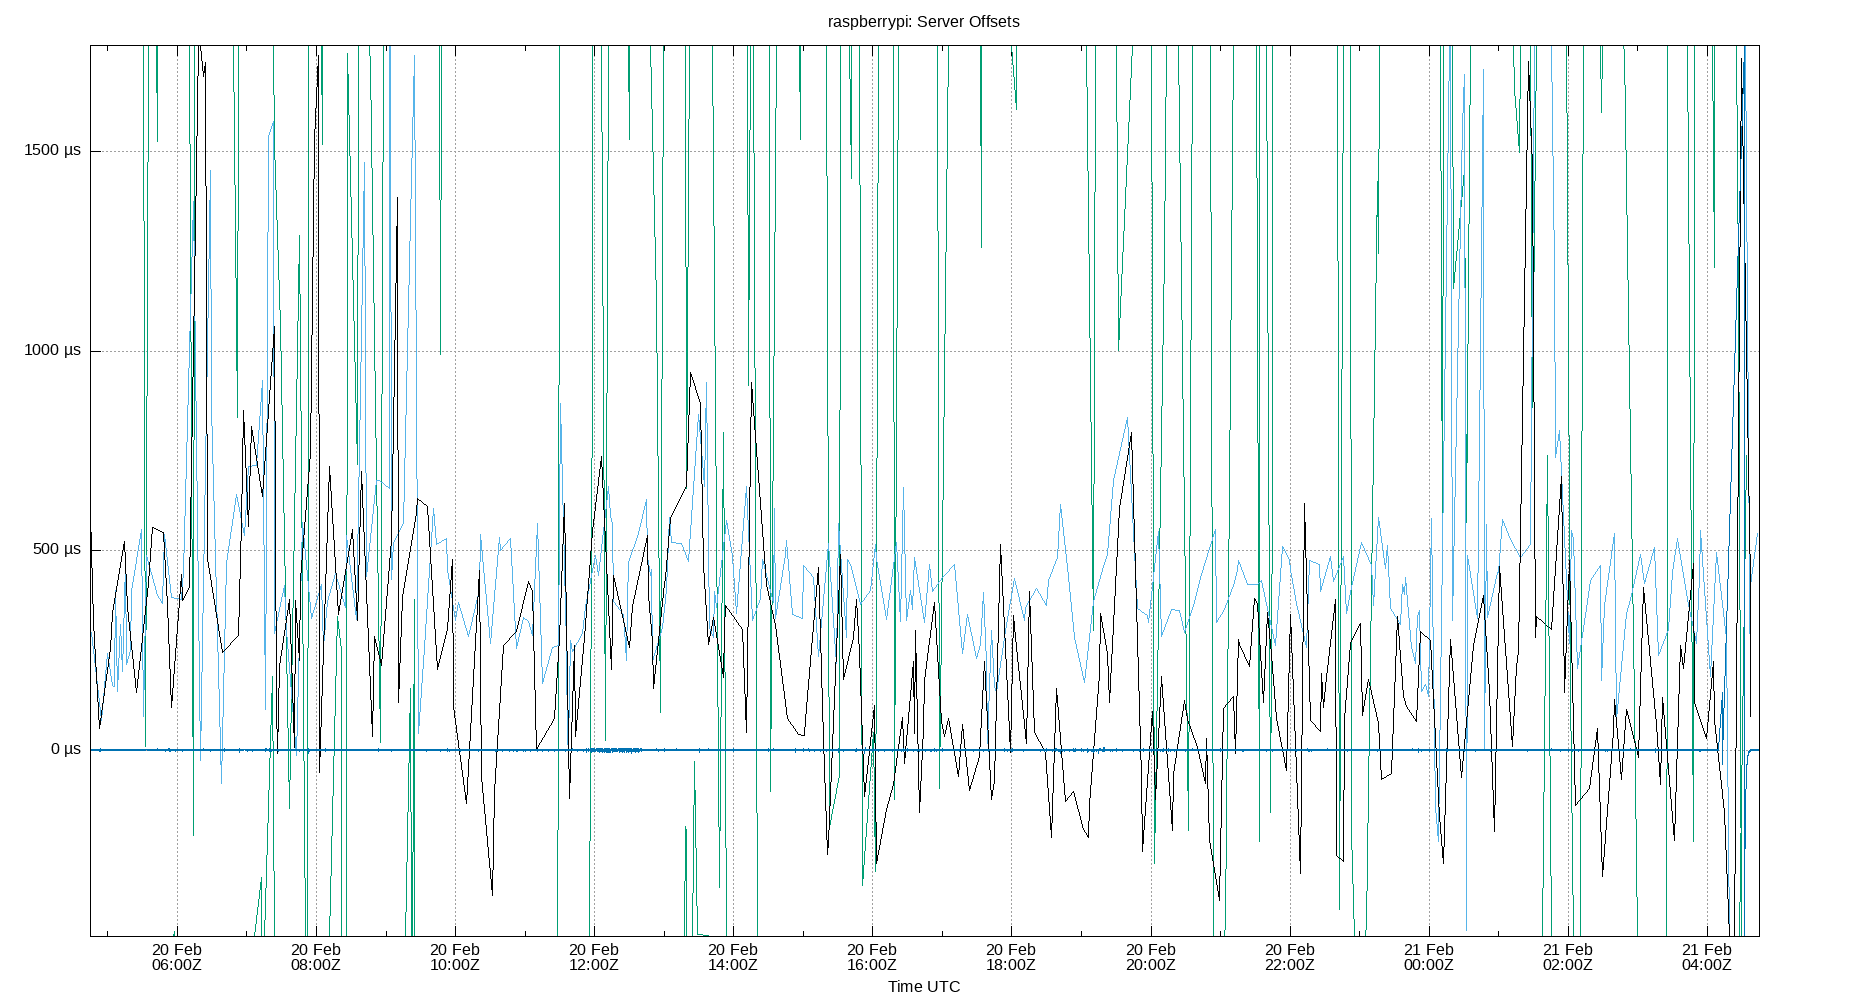 raspberrypi: Server Offsets
1500 µs
1000 µs
500 µs
0 µs
20 Feb 20 Feb 20 Feb 20 Feb 20 Feb 20 Feb 20 Feb 20 Feb 20 Feb 21 Feb 21 Feb 21 Feb
06:00Z 08:00Z 10:00Z 12:00Z 14:00Z 16:00Z 18:00Z 20:00Z 22:00Z 00:00Z 02:00Z 04:00Z
Time UTC